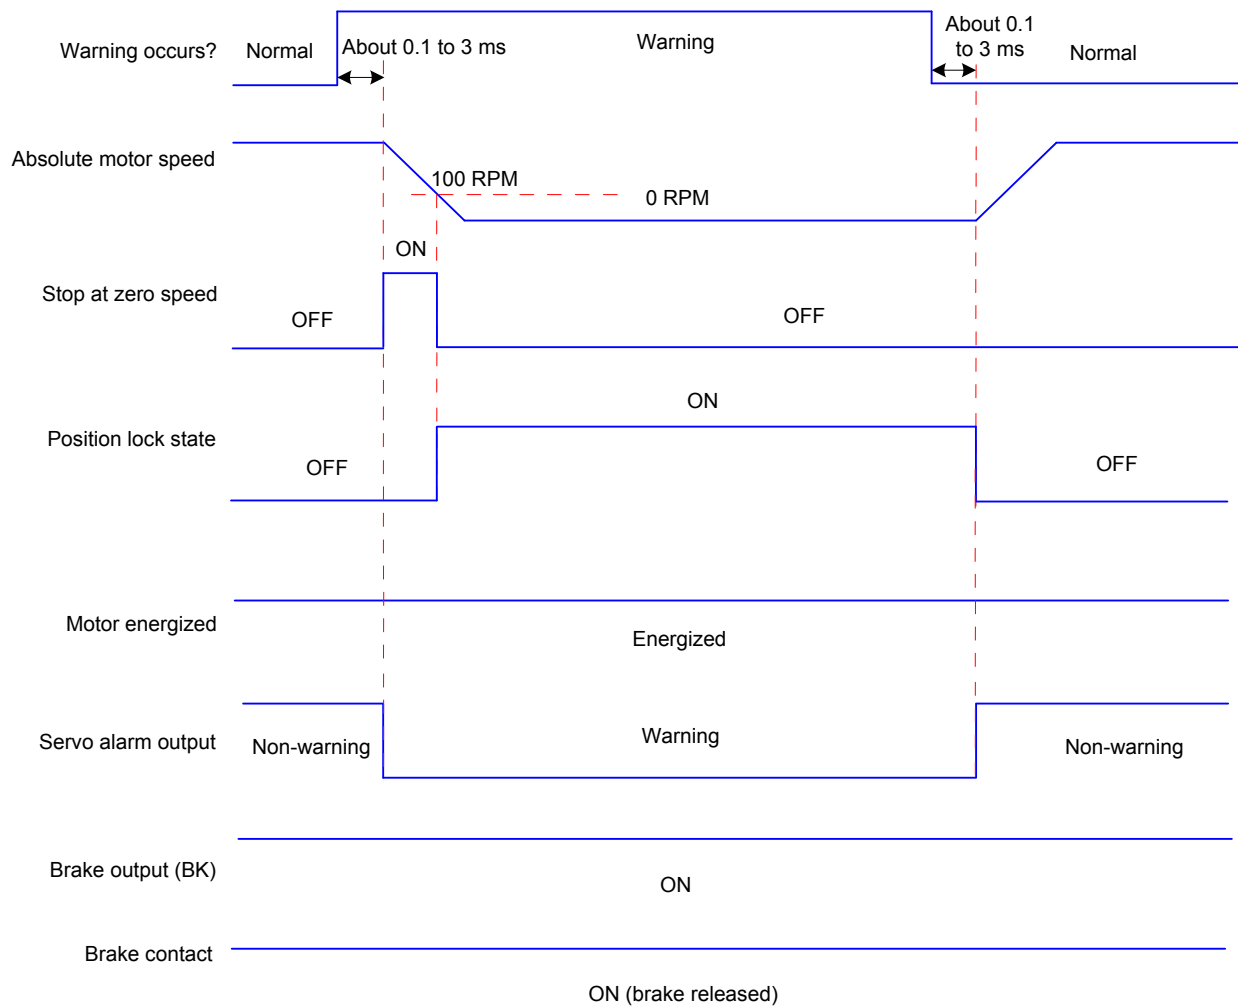 Warning occurs?
Normal
About 0.1 to 3 ms
Warning
About 0.1
to 3 ms
Normal
Absolute motor speed
100 RPM
0 RPM
ON
Stop at zero speed
OFF
OFF
ON
Position lock state
OFF
OFF
Motor energized
Energized
Servo alarm output
Non-warning
Warning
Non-warning
Brake output (BK)
ON
Brake contact
ON (brake released)